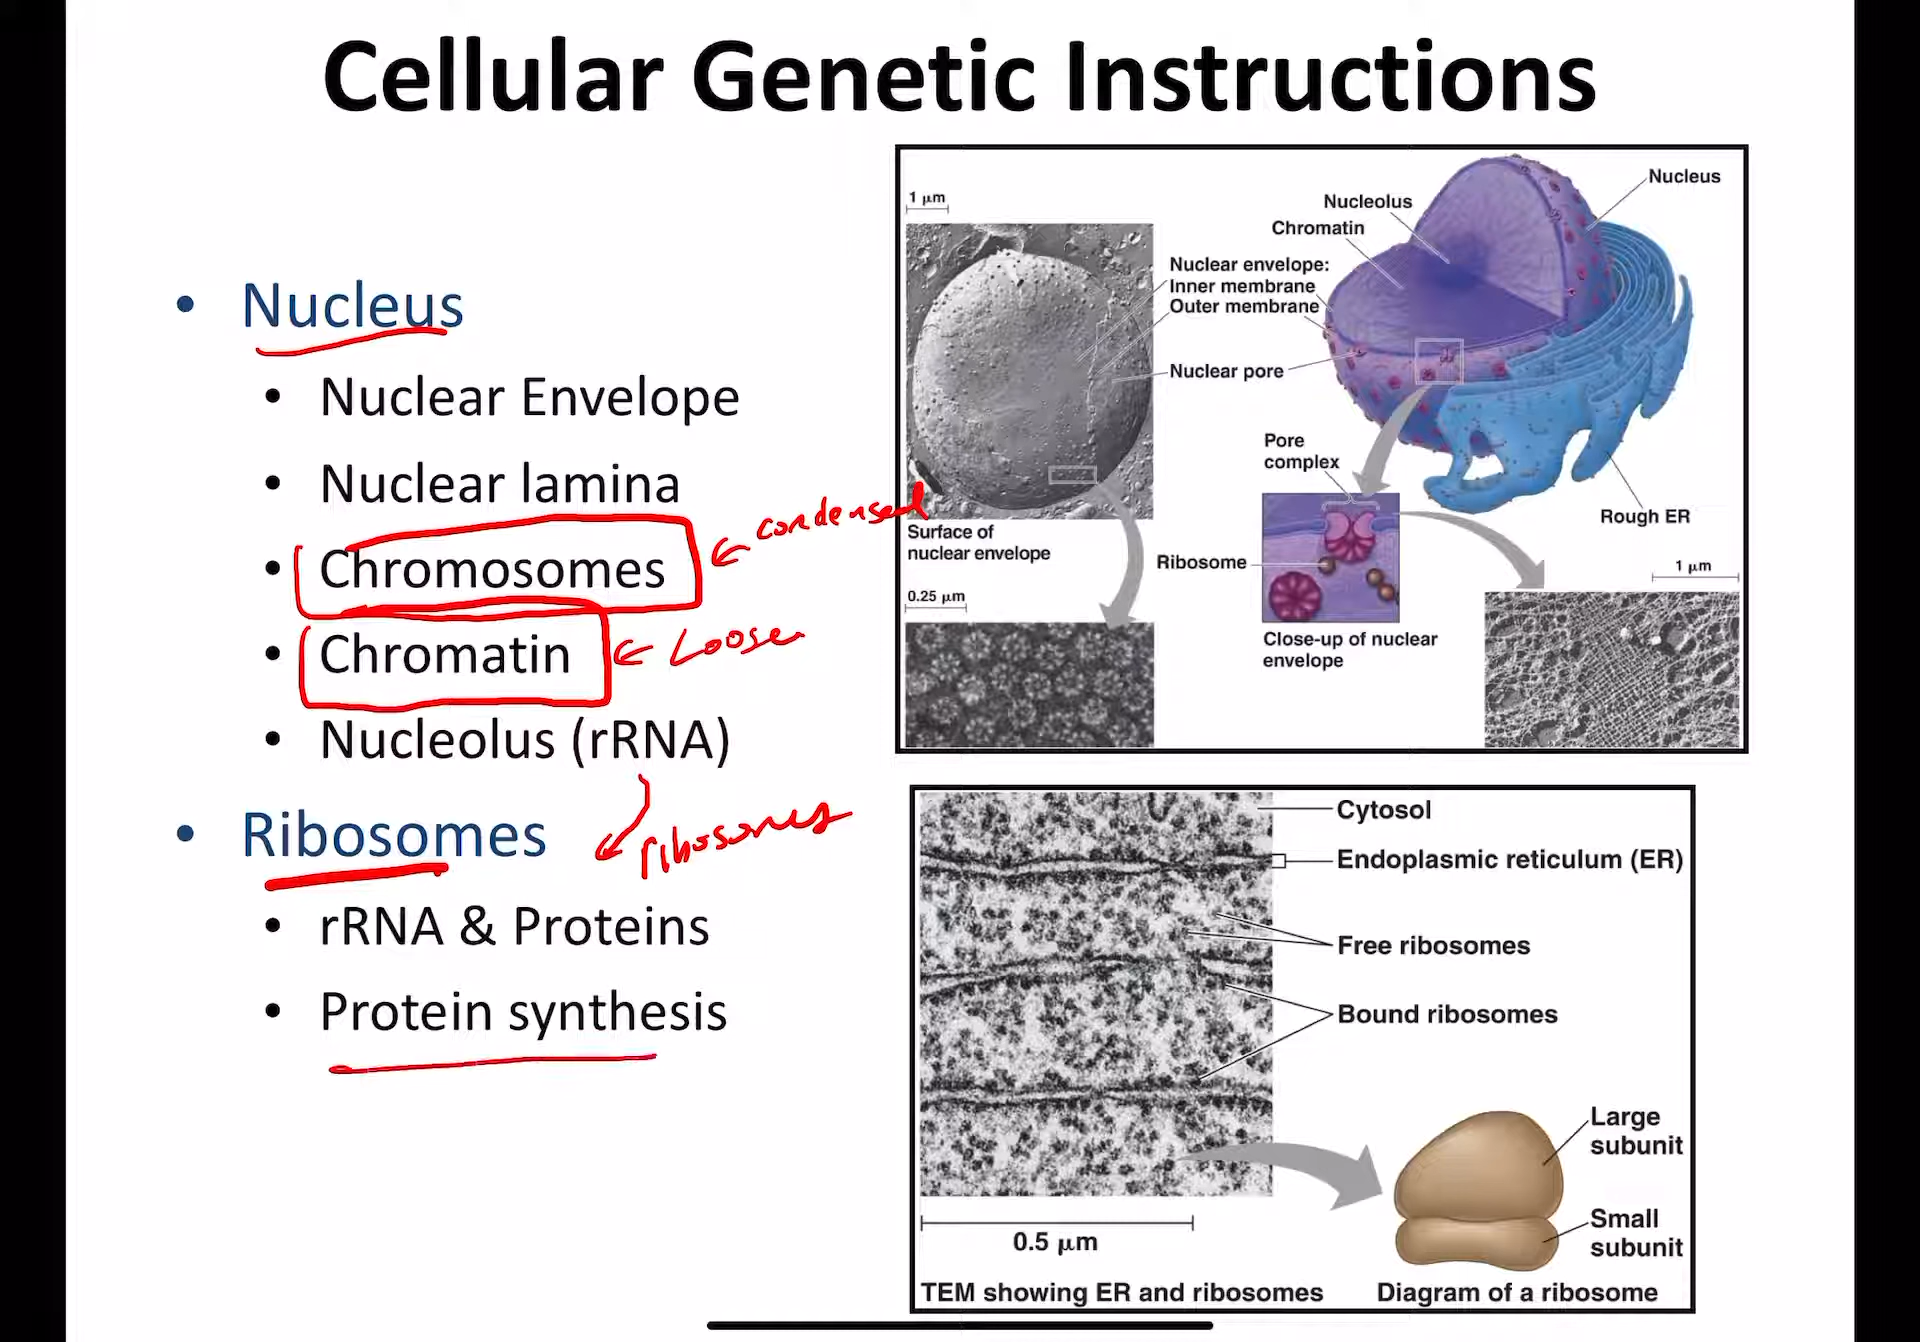 Cellular Genetic Instructions
• Nucleus
• Nuclear Envelope
• Nuclear lamina
• Chromosomes
condensed
• Chromatin
Loose
• Nucleolus (rRNA)
ribosomes
• Ribosomes
• rRNA & Proteins
• Protein synthesis
1 µm
Nucleus
Nucleolus
Chromatin
Nuclear envelope:
Inner membrane
Outer membrane
Nuclear pore
Pore
complex
Rough ER
Surface of
nuclear envelope
Ribosome
1 µm
0.25 µm
Close-up of nuclear
envelope
Cytosol
Endoplasmic reticulum (ER)
Free ribosomes
Bound ribosomes
Large
subunit
Small
subunit
0.5 µm
TEM showing ER and ribosomes
Diagram of a ribosome